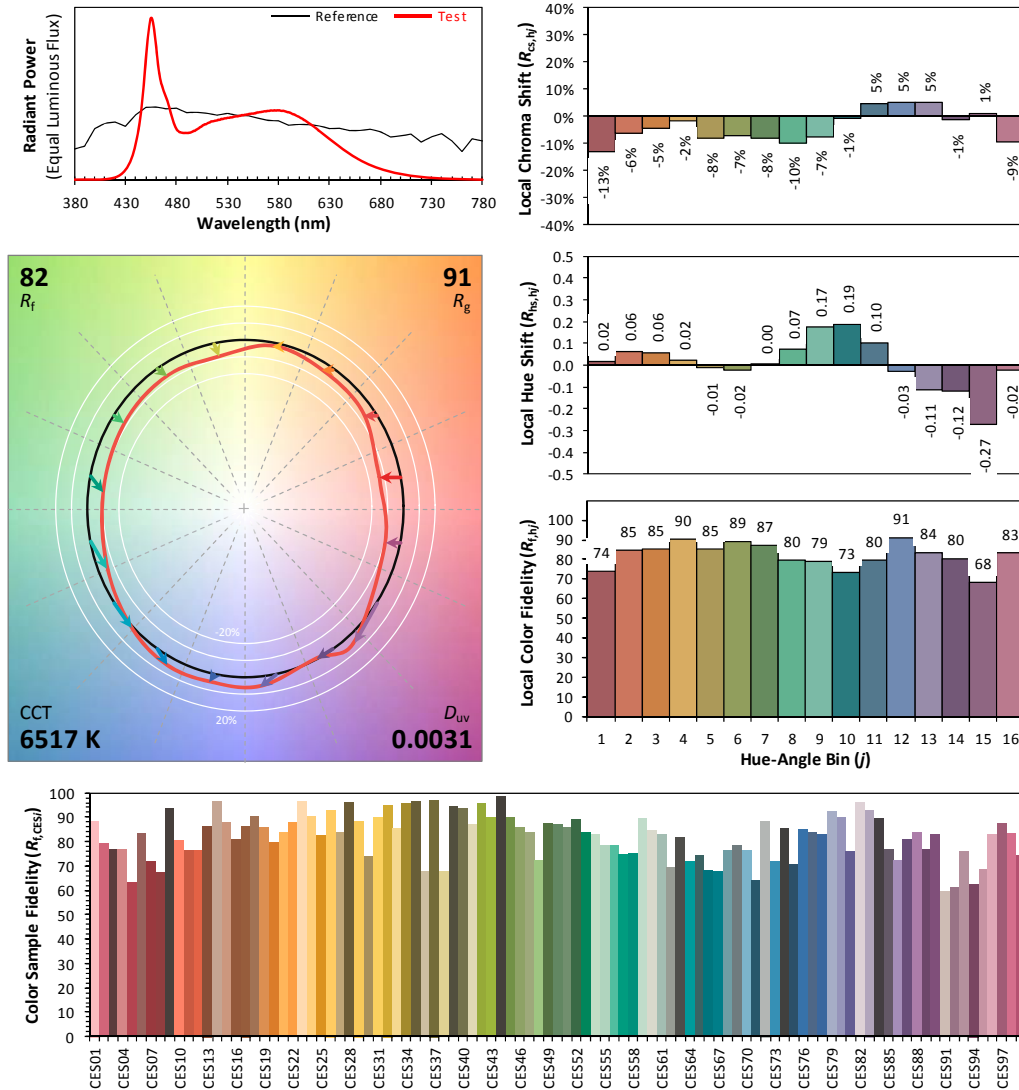 Reference
Test
Radiant Power
(Equal Luminous Flux)
380 430 480 530 580 630 680 730 780
Wavelength (nm)
Local Chroma Shift (Rcs,hj)
40%
30%
20%
10%
0%
-10%
-20%
-30%
-40%
-13% -6% -5% -2% -8% -7% -8% -10% -7% -1% 5% 5% 5% -1% 1% -9%
82
Rf
91
Rg
-20%
20%
CCT
6517 K
Duv
0.0031
Local Hue Shift (Rhs,hj)
0.5
0.4
0.3
0.2
0.1
0.0
-0.1
-0.2
-0.3
-0.4
-0.5
0.02 0.06 0.06 0.02 -0.01 -0.02 0.00 0.07 0.17 0.19 0.10 -0.03 -0.11 -0.12 -0.27 -0.02
Local Color Fidelity (Rf,hj)
100
90
80
70
60
50
40
30
20
10
0
74 85 85 90 85 89 87 80 79 73 80 91 84 80 68 83
1 2 3 4 5 6 7 8 9 10 11 12 13 14 15 16
Hue-Angle Bin (j)
Color Sample Fidelity (Rf,CESi)
100
90
80
70
60
50
40
30
20
10
0
CES01 CES04 CES07 CES10 CES13 CES16 CES19 CES22 CES25 CES28 CES31 CES34 CES37 CES40 CES43 CES46 CES49 CES52 CES55 CES58 CES61 CES64 CES67 CES70 CES73 CES76 CES79 CES82 CES85 CES88 CES91 CES94 CES97